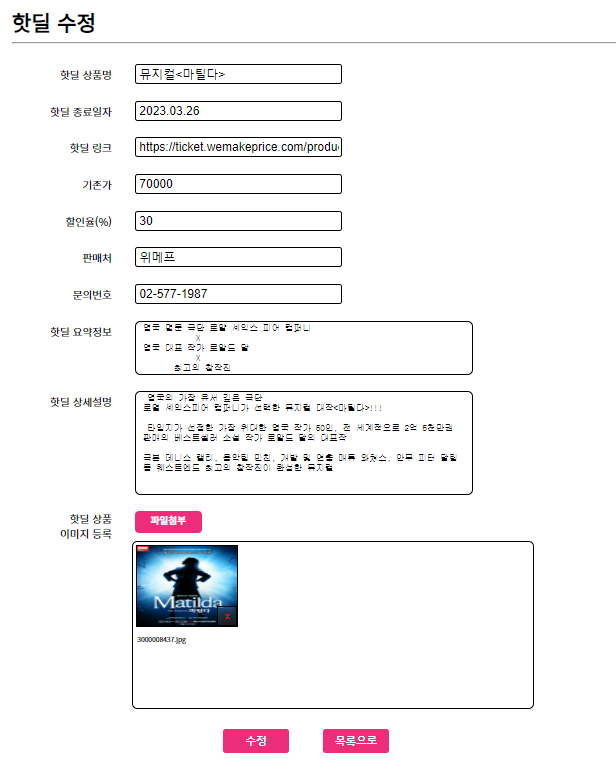 핫딜 수정
핫딜 상품명 뮤지컬<마틸다>
핫딜 종료일자 2023.03.26
핫딜 링크 https://ticket.wemakeprice.com/produ
기존가 70000
할인율(%) 30
판매처 위메프
문의번호 02-577-1987
핫딜 요약정보
영국 명문 극단 로얄 셰익스 피어 컴퍼니
X
영국 대표 작가 로알드 달
X
최고의 창작진
핫딜 상세설명
영국의 가장 유서 깊은 극단
로열 셰익스피어 컴퍼니가 선택한 뮤지컬 대작<마틸다>!!!
타임지가 선정한 가장 위대한 영국 작가 50인, 전 세계적으로 2억 5천만권
판매의 베스트셀러 소설 작가 로알드 달의 대표작
극본 데니스 켈리, 음악팀 민친, 개발 및 연출 매튜 와처스, 안무 피터 달링
등 웨스트엔드 최고의 창작진이 완성한 뮤지컬
핫딜 상품
이미지 등록
파일첨부
Matilda
마틸다
X
3000008437.jpg
수정 목록으로